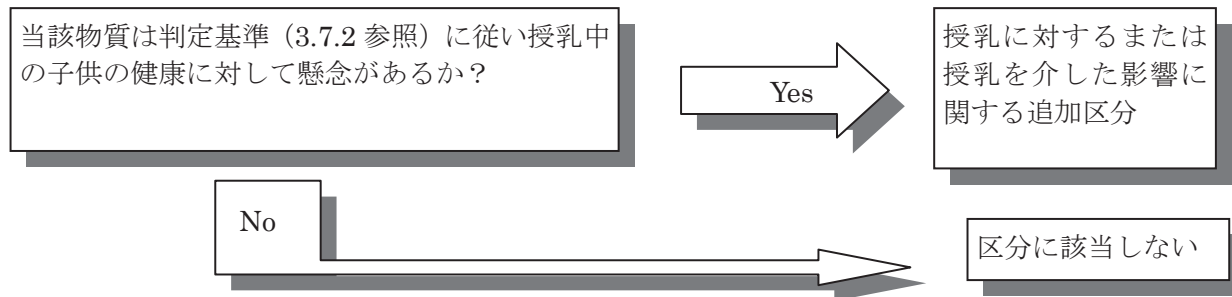 当該物質は判定基準（3.7.2 参照）に従い授乳中
の子供の健康に対して懸念があるか？
Yes
授乳に対するまたは
授乳を介した影響に
関する追加区分
No
区分に該当しない